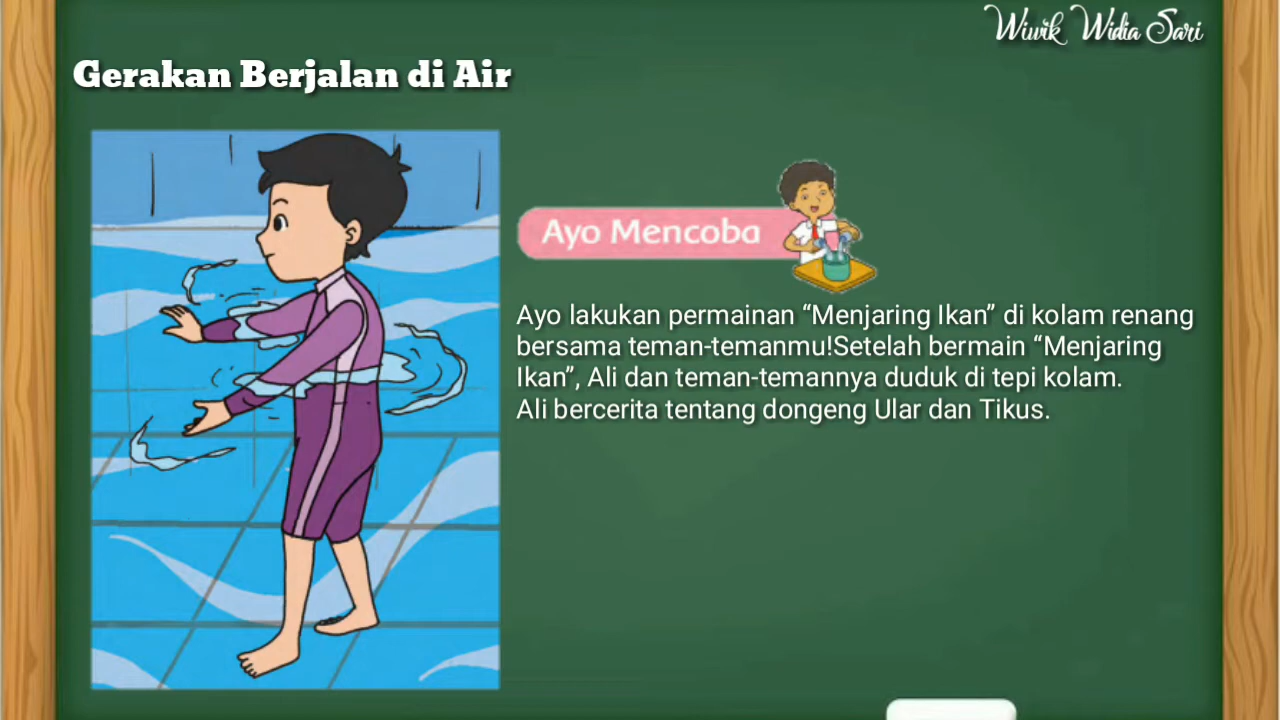 Wiwik Widia Sari
Gerakan Berjalan di Air
Ayo Mencoba
Ayo lakukan permainan “Menjaring Ikan” di kolam renang
bersama teman-temanmu!Setelah bermain “Menjaring
Ikan”, Ali dan teman-temannya duduk di tepi kolam.
Ali bercerita tentang dongeng Ular dan Tikus.